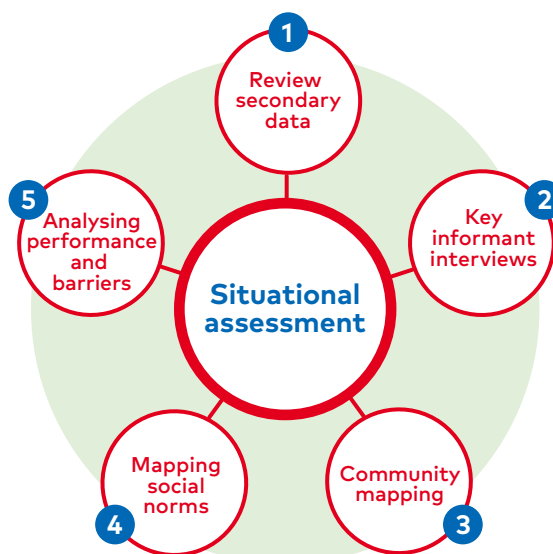 1
Review
secondary
data
2
Key
informant
interviews
3
Community
mapping
4
Mapping
social
norms
5
Analysing
performance
and
barriers
Situational
assessment